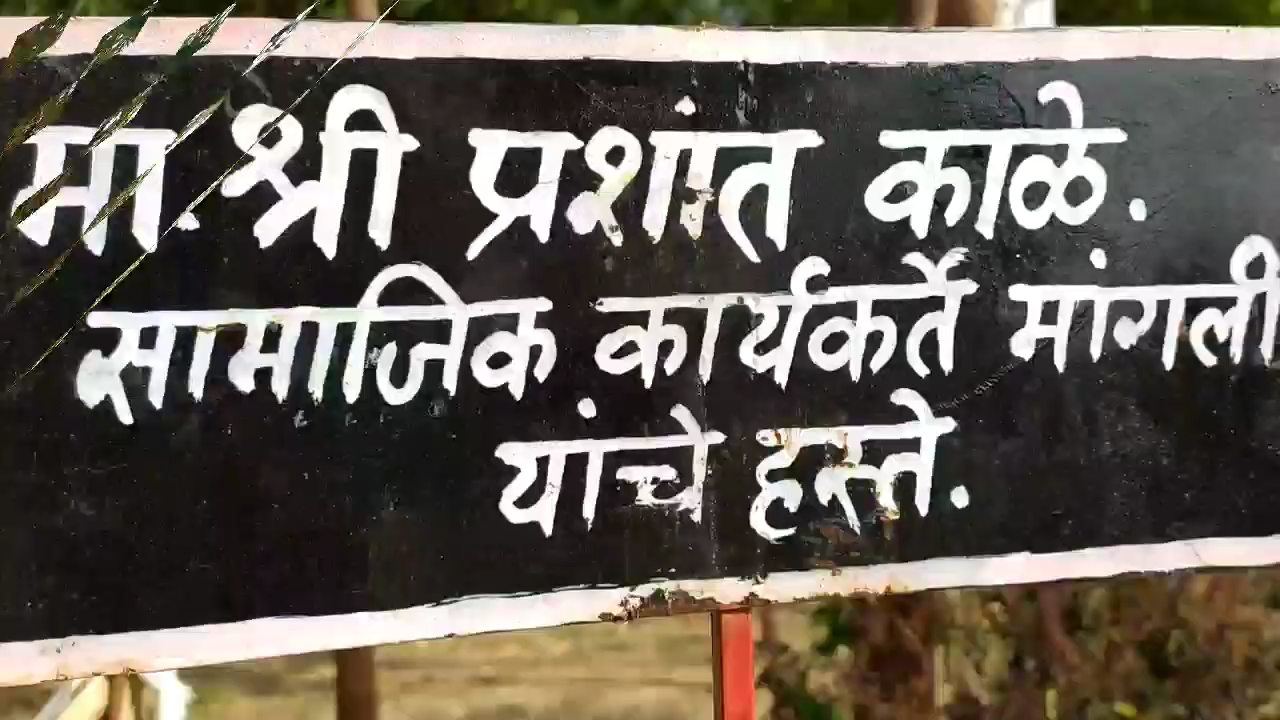 मा. श्री प्रशांत काळे.
सामाजिक कार्यकर्ते मांगली
यांचे हस्ते.